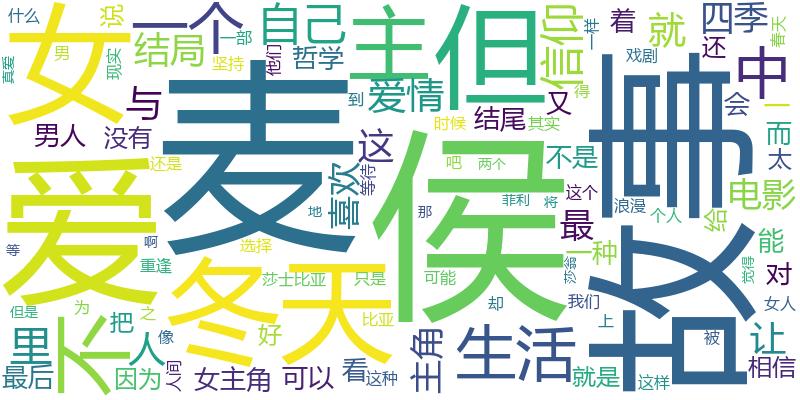 什么
男
说
一个
自己
主
但
信仰
一样
着
就
四季
还
春天
女
真爱
现实
结局
一部
坚持
他们
哲学
戏剧
中
麦
与
爱情
到
又
得
会
一
男人
没有
这
时候
结尾
其实
事
而
爱
还是
喜欢
等待
侯
吧
两个
不是
太
地
菲利
那
将
这个
最
浪漫
个人
给
电影
故
等
啊
选择
重逢
冬天
莎士比亚
只是
可能
却
一种
莎翁
觉得
能
对
但是
不
为
之
把
比亚
我们
上
女人
被
里
人
像
好
主角
生活
让
最后
因为
人间
女主角
可以
看
这种
就是
这样
相信